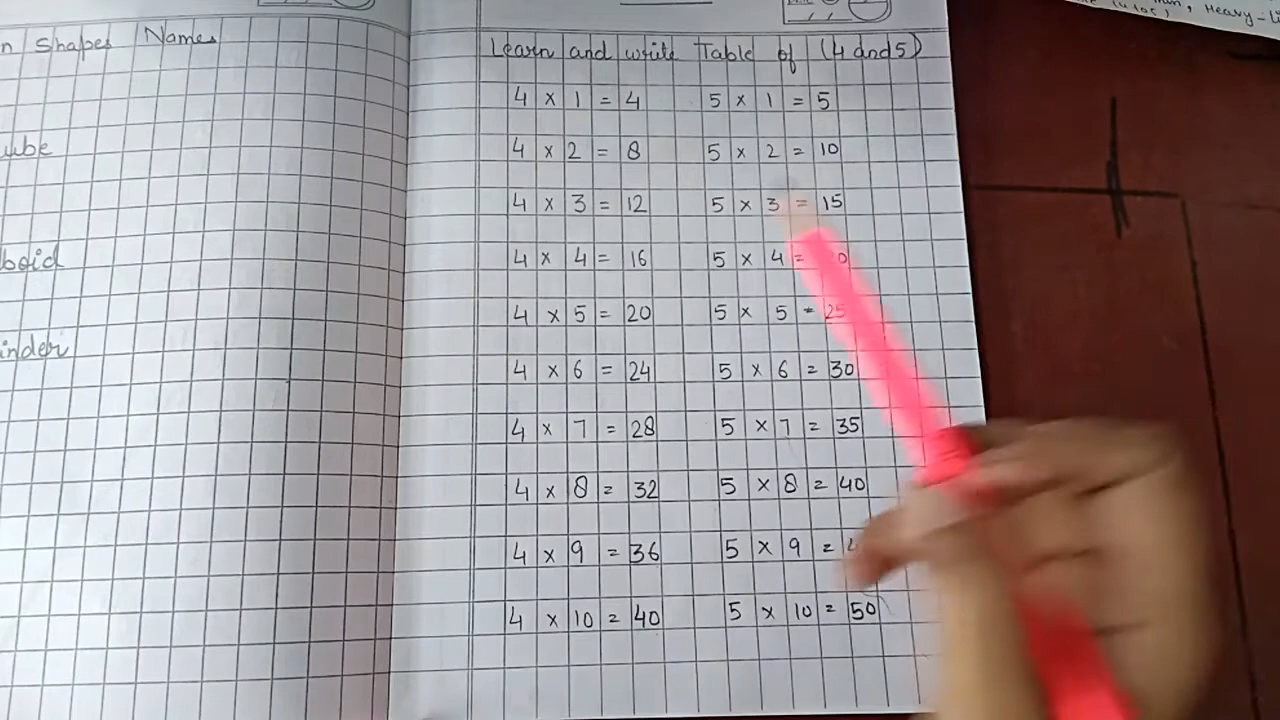 Shapes Names
Learn and write Table of (4 and 5)
4 × 1 = 4 5 × 1 = 5
4 × 2 = 8 5 × 2 = 10
4 × 3 = 12 5 × 3 = 15
4 × 4 = 16 5 × 4 =
4 × 5 = 20 5 × 5 = 25
4 × 6 = 24 5 × 6 = 30
4 × 7 = 28 5 × 7 = 35
4 × 8 = 32 5 × 8 = 40
4 × 9 = 36 5 × 9 =
4 × 10 = 40 5 × 10 = 50